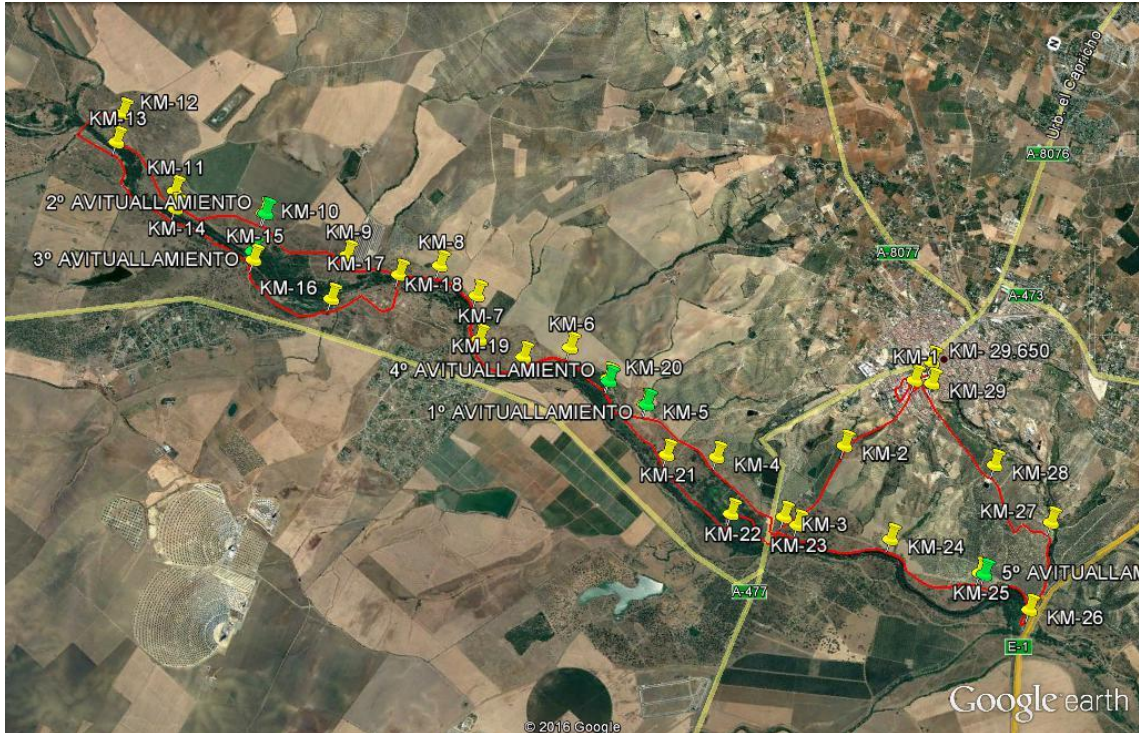 N
Urb. el Capricho
A-8076
KM-12
KM-13
KM-11
2º AVITUALLAMIENTO
KM-10
KM-14
KM-15
KM-9
KM-8
A-8077
3º AVITUALLAMIENTO
KM-17
KM-16
KM-18
A-473
KM-7
KM-6
KM-19
KM-1
KM- 29,650
4º AVITUALLAMIENTO
KM-20
KM-29
1º AVITUALLAMIENTO
KM-5
KM-2
KM-21
KM-4
KM-28
KM-27
KM-22
KM-3
KM-23
KM-24
5º AVITUALLAM
KM-25
A-477
KM-26
E-1
Google earth
© 2016 Google